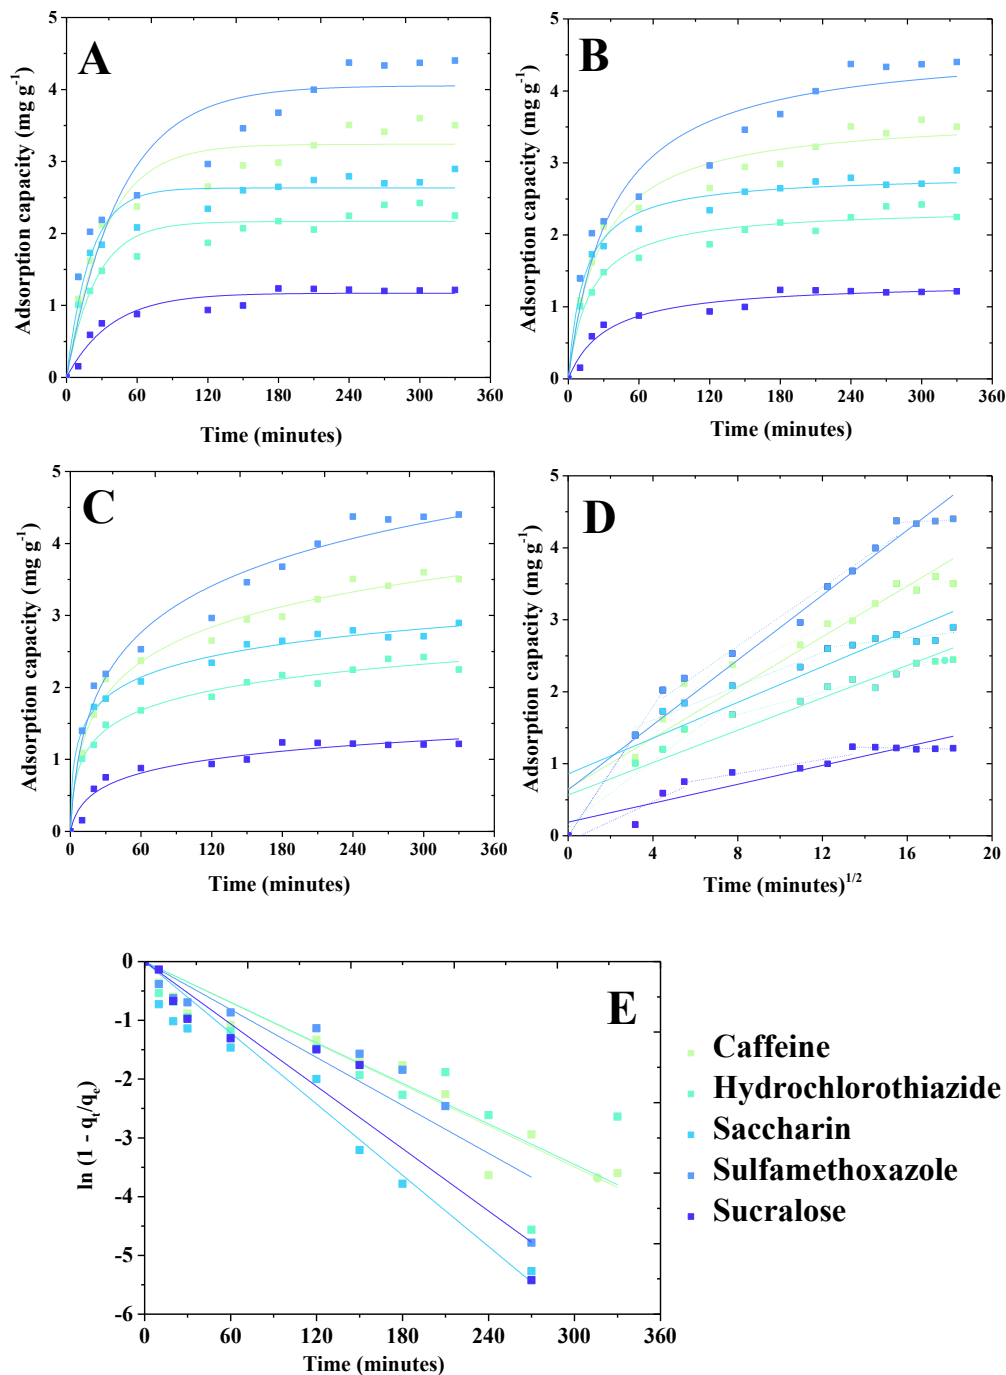 A
Adsorption capacity (mg g⁻¹)
5
4
3
2
1
0
0 60 120 180 240 300 360
Time (minutes)
B
Adsorption capacity (mg g⁻¹)
5
4
3
2
1
0
0 60 120 180 240 300 360
Time (minutes)
C
Adsorption capacity (mg g⁻¹)
5
4
3
2
1
0
0 60 120 180 240 300 360
Time (minutes)
D
Adsorption capacity (mg g⁻¹)
5
4
3
2
1
0
0 4 8 12 16 20
Time (minutes)¹ᐟ²
E
ln (1 - qₜ/qₑ)
0
-1
-2
-3
-4
-5
-6
0 60 120 180 240 300 360
Time (minutes)
Caffeine
Hydrochlorothiazide
Saccharin
Sulfamethoxazole
Sucralose